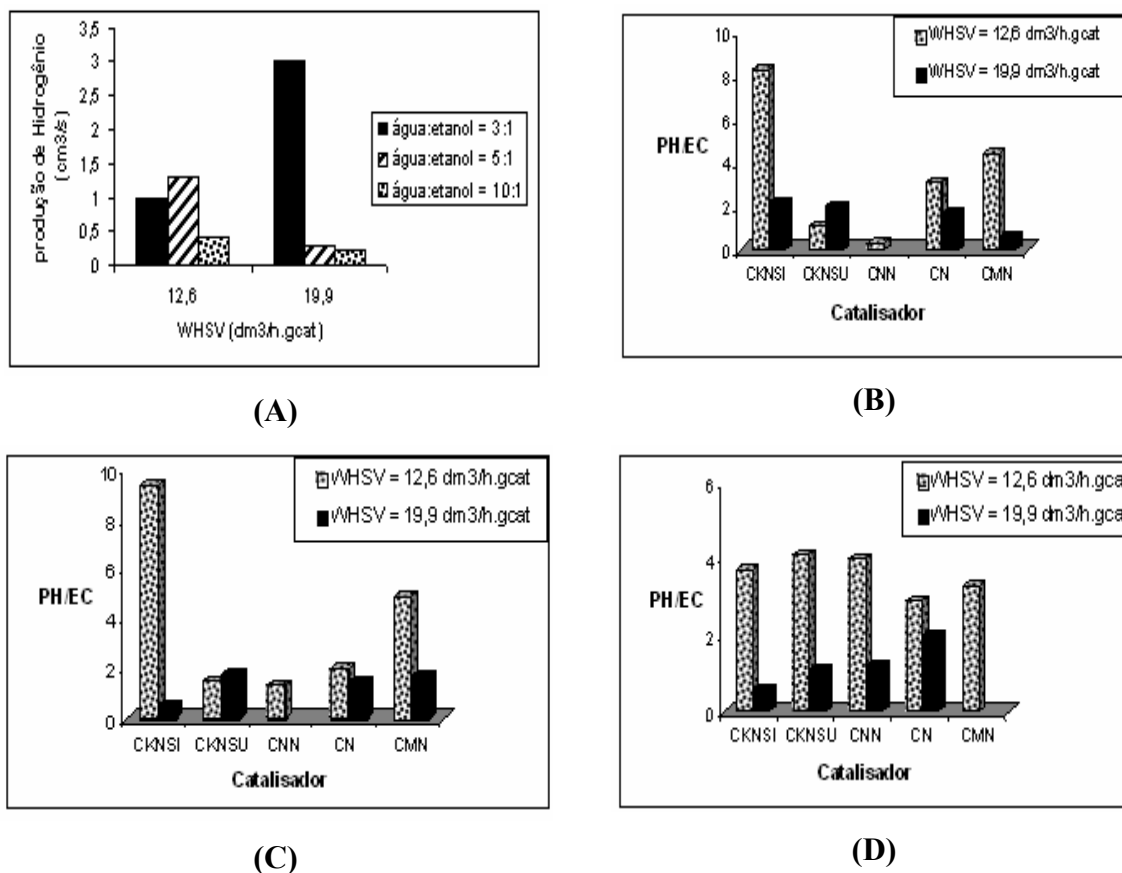 produção de Hidrogênio
(cm3/s)
3,5
3
2,5
2
1,5
1
0,5
0
12,6
19,9
WHSV (dm3/h.gcat)
água:etanol = 3:1
água:etanol = 5:1
água:etanol = 10:1
(A)
WHSV = 12,6 dm3/h.gcat
WHSV = 19,9 dm3/h.gcat
PH/EC
10
8
6
4
2
0
CKNSI CKNSU CNN CN CMN
Catalisador
(B)
WHSV = 12,6 dm3/h.gcat
WHSV = 19,9 dm3/h.gcat
PH/EC
10
8
6
4
2
0
CKNSI CKNSU CNN CN CMN
Catalisador
(C)
WHSV = 12,6 dm3/h.gca
WHSV = 19,9 dm3/h.gca
PH/EC
6
4
2
0
CKNSI CKNSU CNN CN CMN
Catalisador
(D)